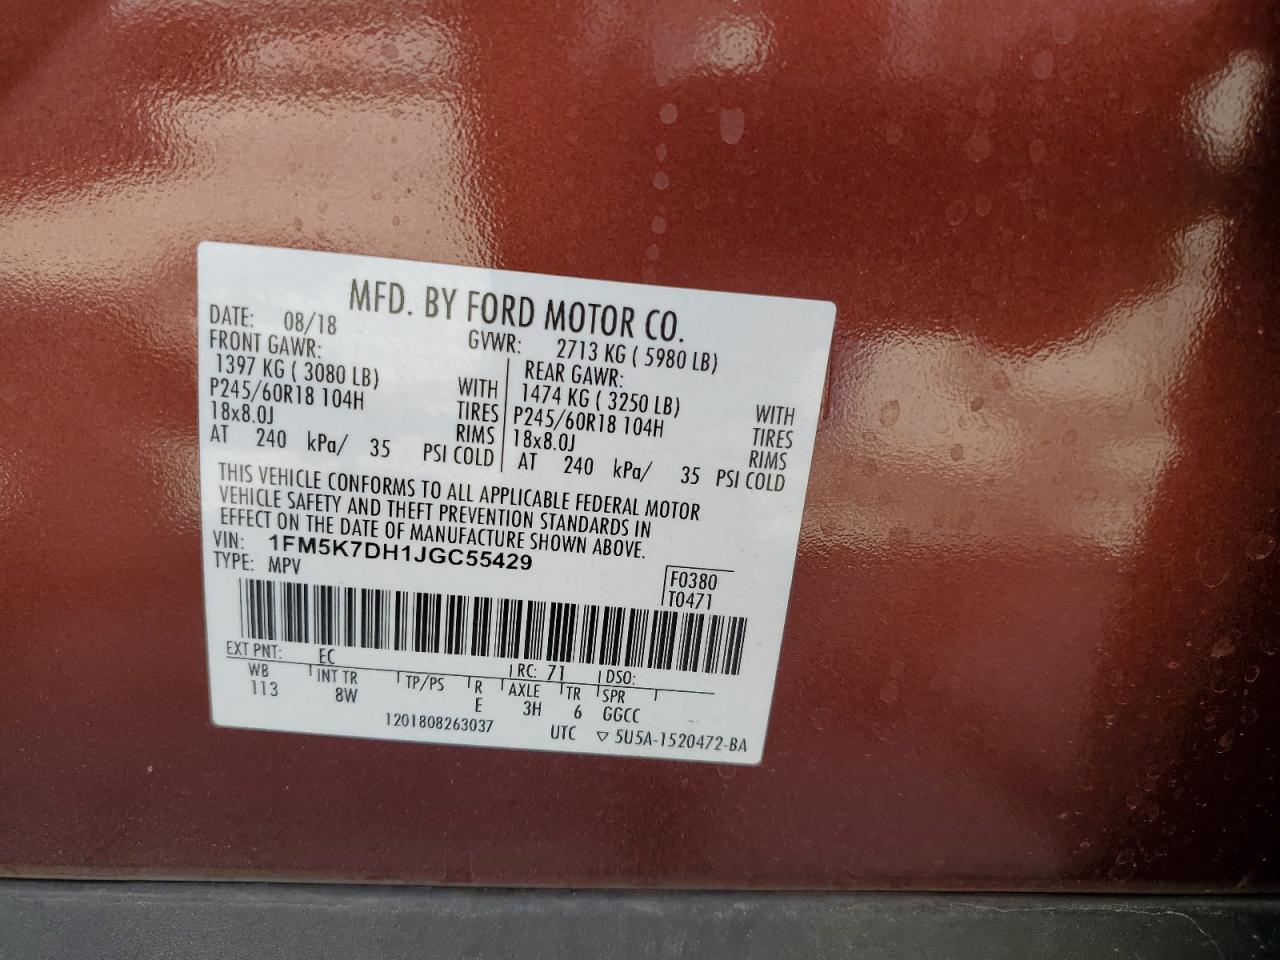 MFD. BY FORD MOTOR CO.
DATE: 08/18 GVWR: 2713 KG ( 5980 LB)
FRONT GAWR: REAR GAWR:
1397 KG ( 3080 LB) WITH 1474 KG ( 3250 LB) WITH
P245/60R18 104H TIRES P245/60R18 104H TIRES
18x8.0J RIMS 18x8.0J RIMS
AT 240 kPa/ 35 PSI COLD AT 240 kPa/ 35 PSI COLD
THIS VEHICLE CONFORMS TO ALL APPLICABLE FEDERAL MOTOR
VEHICLE SAFETY AND THEFT PREVENTION STANDARDS IN
EFFECT ON THE DATE OF MANUFACTURE SHOWN ABOVE.
VIN: 1FM5K7DH1JGC55429
TYPE: MPV F0380
T0471
EXT PNT: EC RC: 71 DSO:
WB INT TR TP/PS R AXLE TR SPR
113 8W E 3H 6 GGCC
1201808263037 UTC ▽ 5U5A-1520472-BA